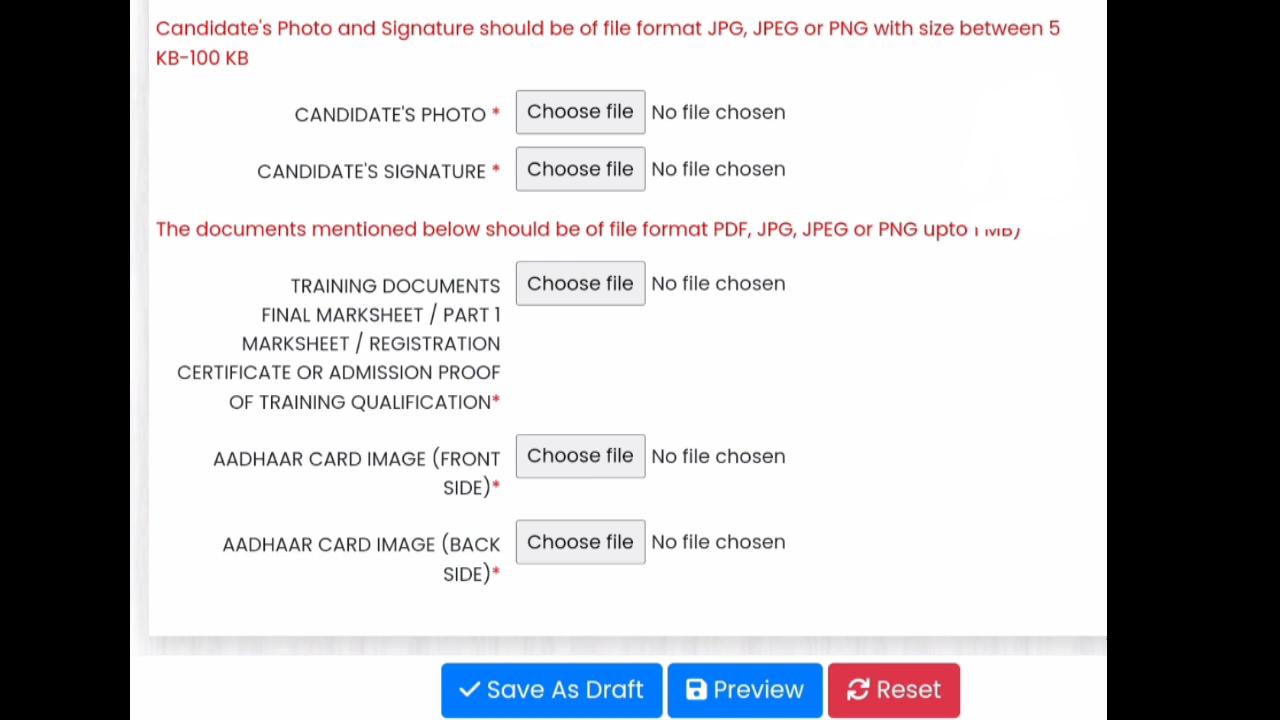 Candidate's Photo and Signature should be of file format JPG, JPEG or PNG with size between 5
KB-100 KB
CANDIDATE'S PHOTO * Choose file No file chosen
CANDIDATE'S SIGNATURE * Choose file No file chosen
The documents mentioned below should be of file format PDF, JPG, JPEG or PNG upto 1 MB)
TRAINING DOCUMENTS Choose file No file chosen
FINAL MARKSHEET / PART 1
MARKSHEET / REGISTRATION
CERTIFICATE OR ADMISSION PROOF
OF TRAINING QUALIFICATION*
AADHAAR CARD IMAGE (FRONT Choose file No file chosen
SIDE)*
AADHAAR CARD IMAGE (BACK Choose file No file chosen
SIDE)*
Save As Draft Preview Reset